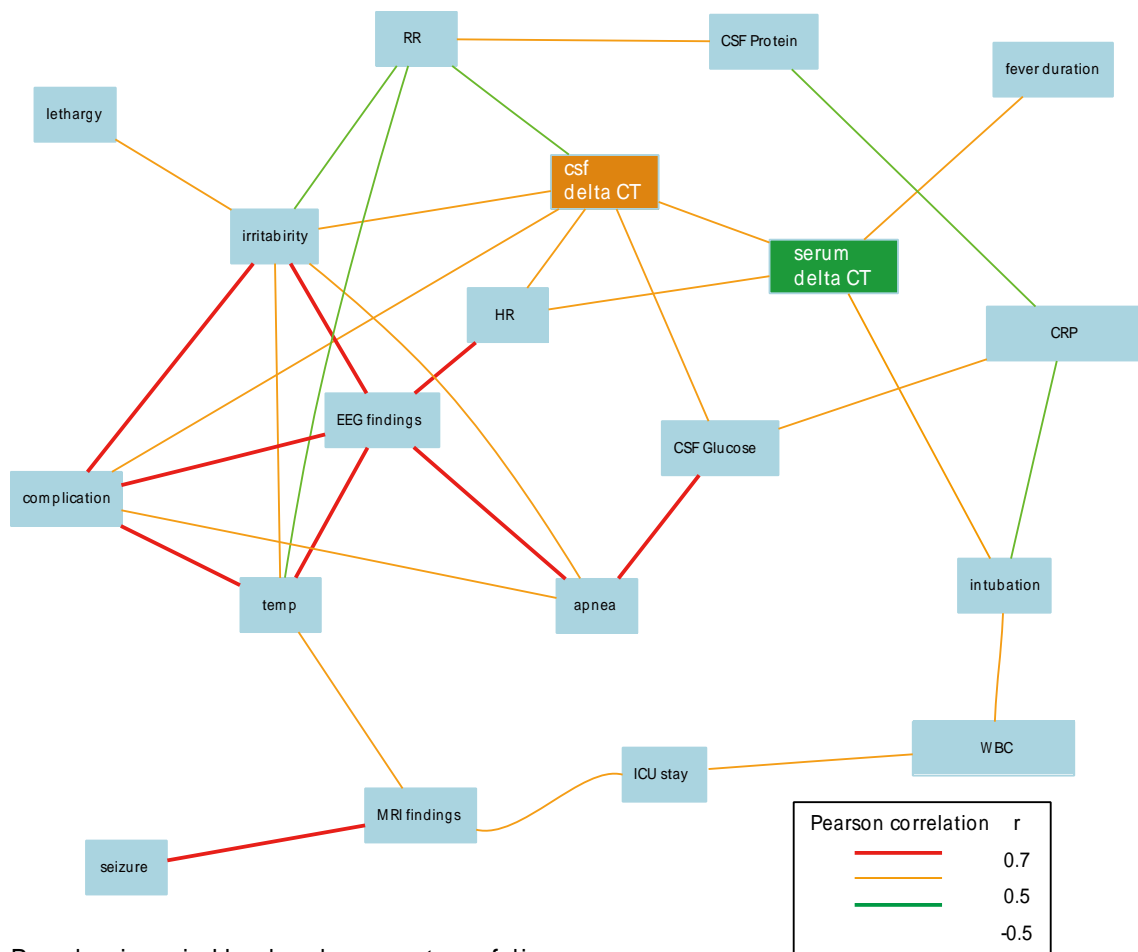 RR
CSF Protein
fever duration
lethargy
csf
delta CT
irritabirity
serum
delta CT
HR
CRP
EEG findings
CSF Glucose
complication
intubation
temp
apnea
WBC
ICU stay
MRI findings
seizure
Pearson correlation r
0.7
0.5
-0.5